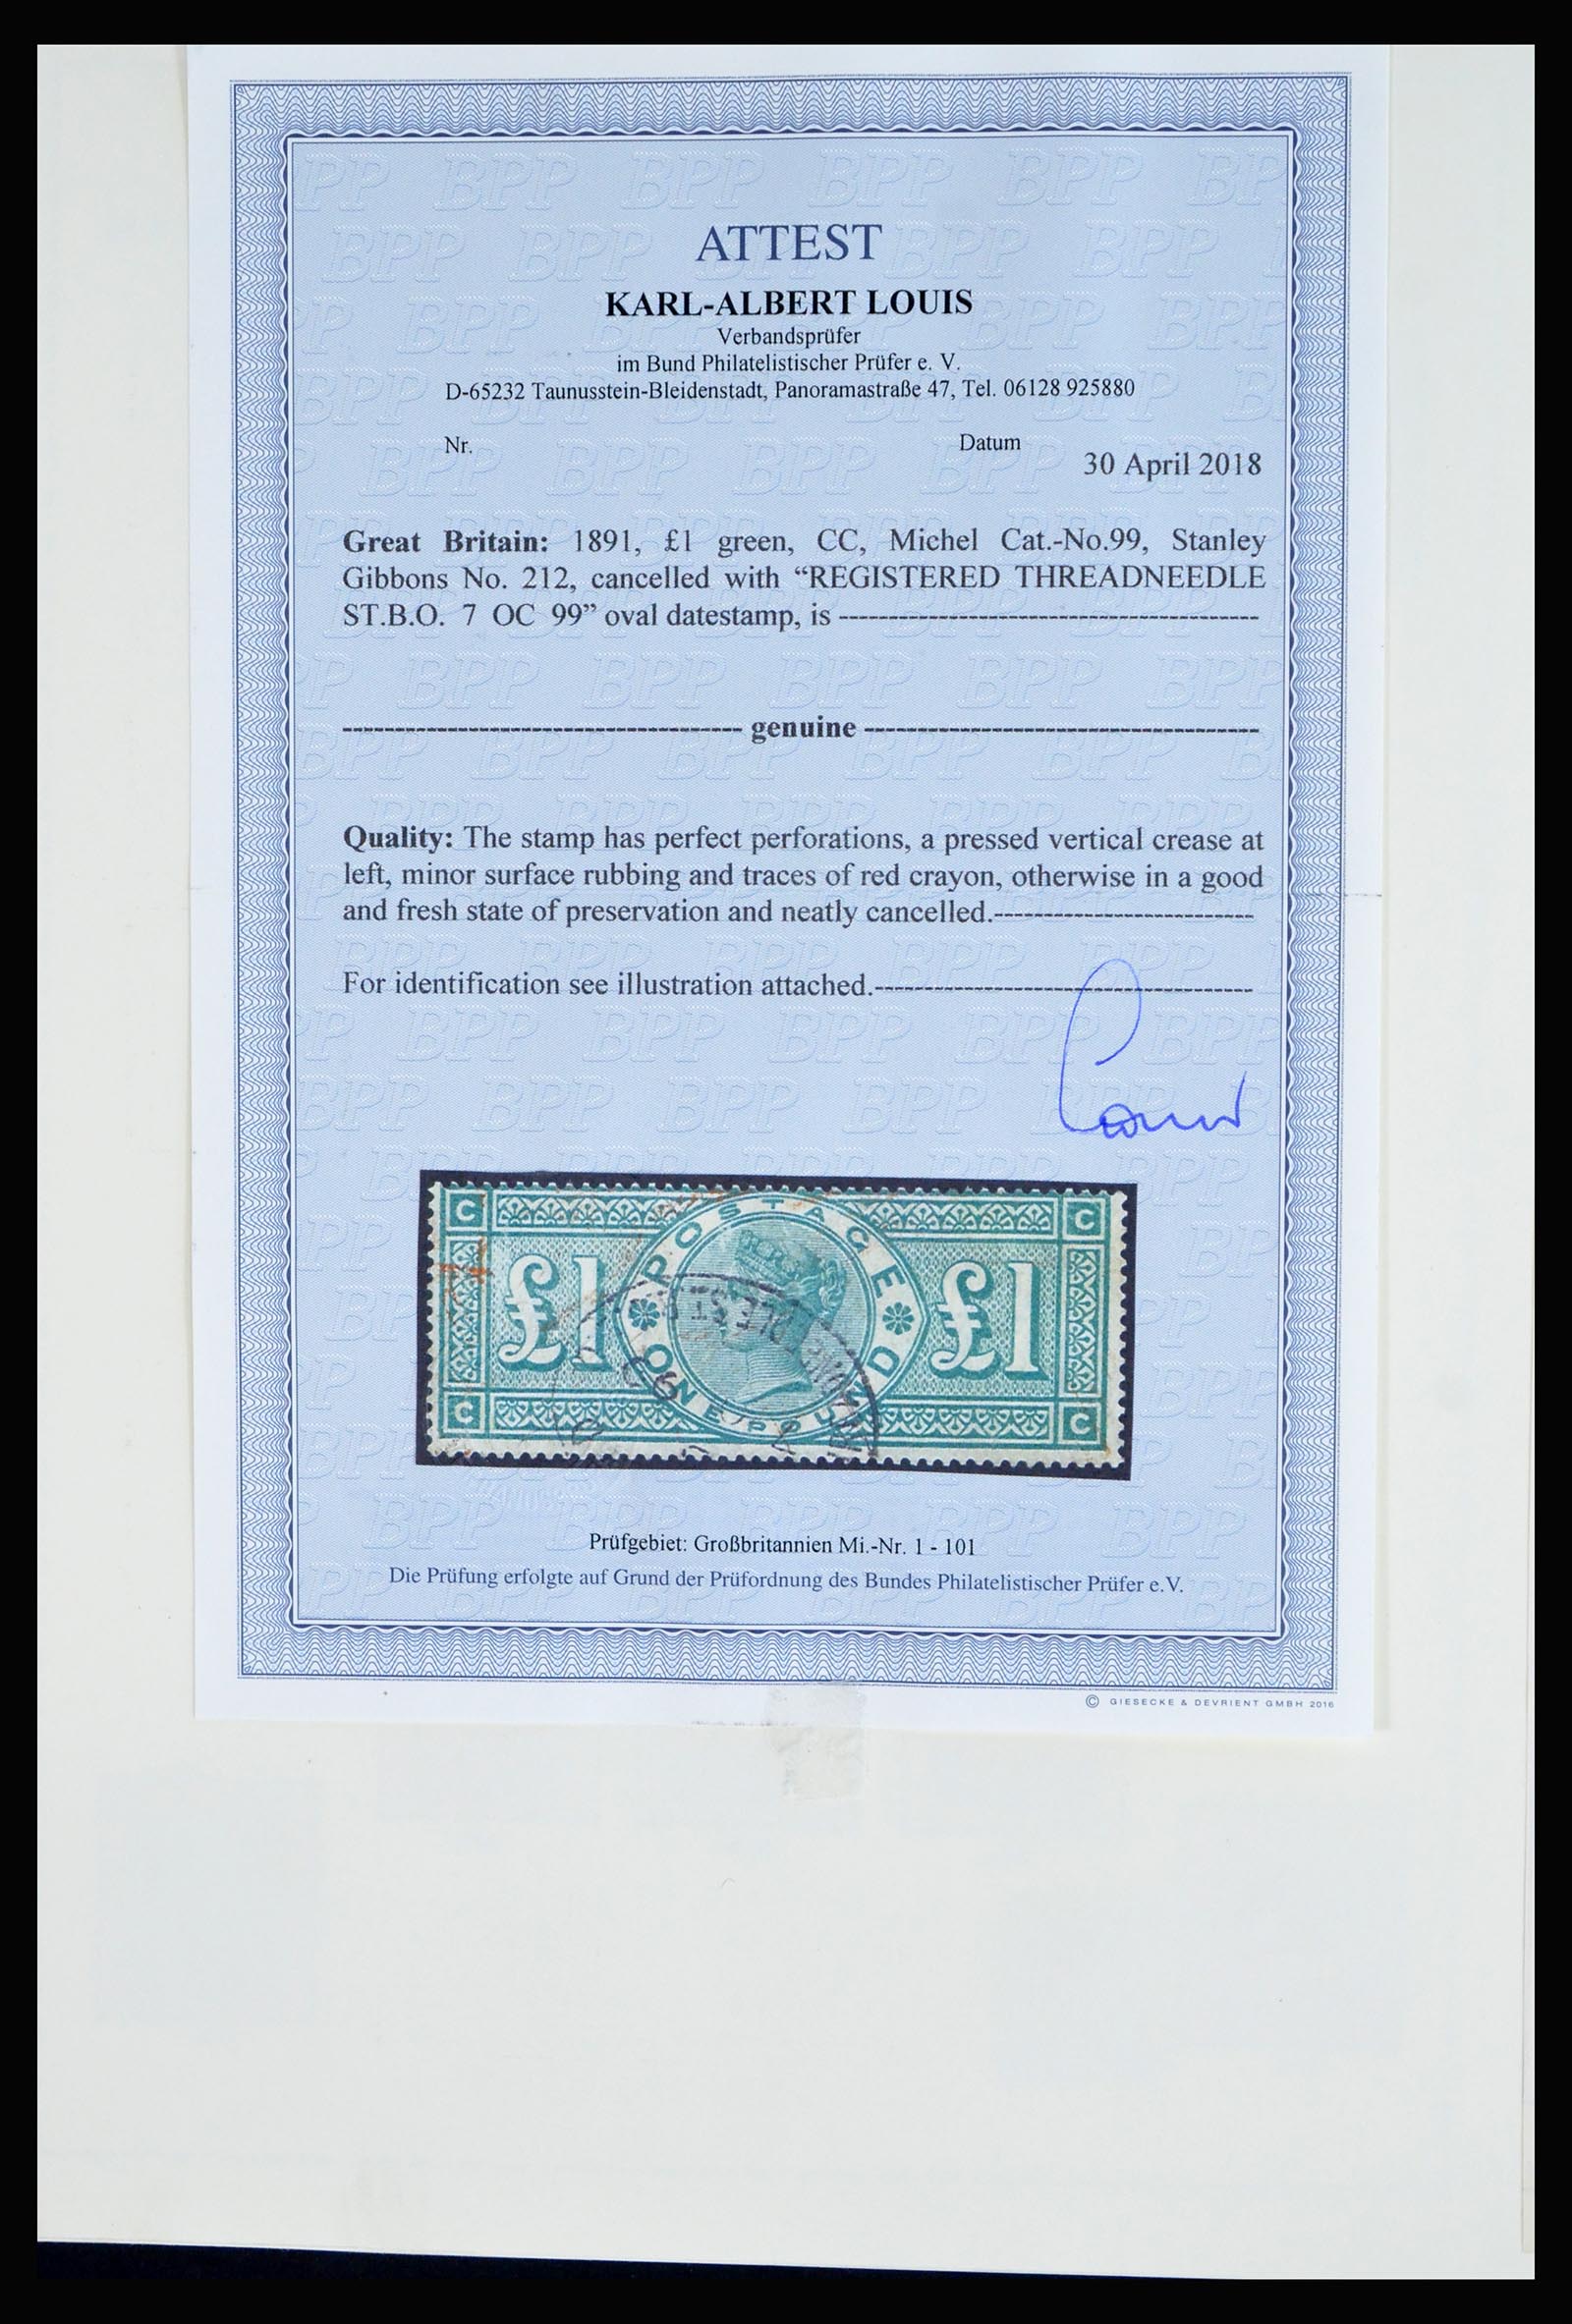 ATTEST
KARL-ALBERT LOUIS
Verbandsprüfer
im Bund Philatelistischer Prüfer e. V.
D-65232 Taunusstein-Bleidenstadt, Panoramastraße 47, Tel. 06128 925880
Nr. Datum
30 April 2018
Great Britain: 1891, £1 green, CC, Michel Cat.-No.99, Stanley
Gibbons No. 212, cancelled with “REGISTERED THREADNEEDLE
ST.B.O. 7 OC 99” oval datestamp, is ------------------------------------------
---------------------------------------- genuine ----------------------------------------
Quality: The stamp has perfect perforations, a pressed vertical crease at
left, minor surface rubbing and traces of red crayon, otherwise in a good
and fresh state of preservation and neatly cancelled.--------------------------
For identification see illustration attached.--------------------------------------
Louis
C C
POSTAGE
£1 £1
ONE POUND
C C
Prüfgebiet: Großbritannien Mi.-Nr. 1 - 101
Die Prüfung erfolgte auf Grund der Prüfordnung des Bundes Philatelistischer Prüfer e.V.
© GIESECKE & DEVRIENT GMBH 2016